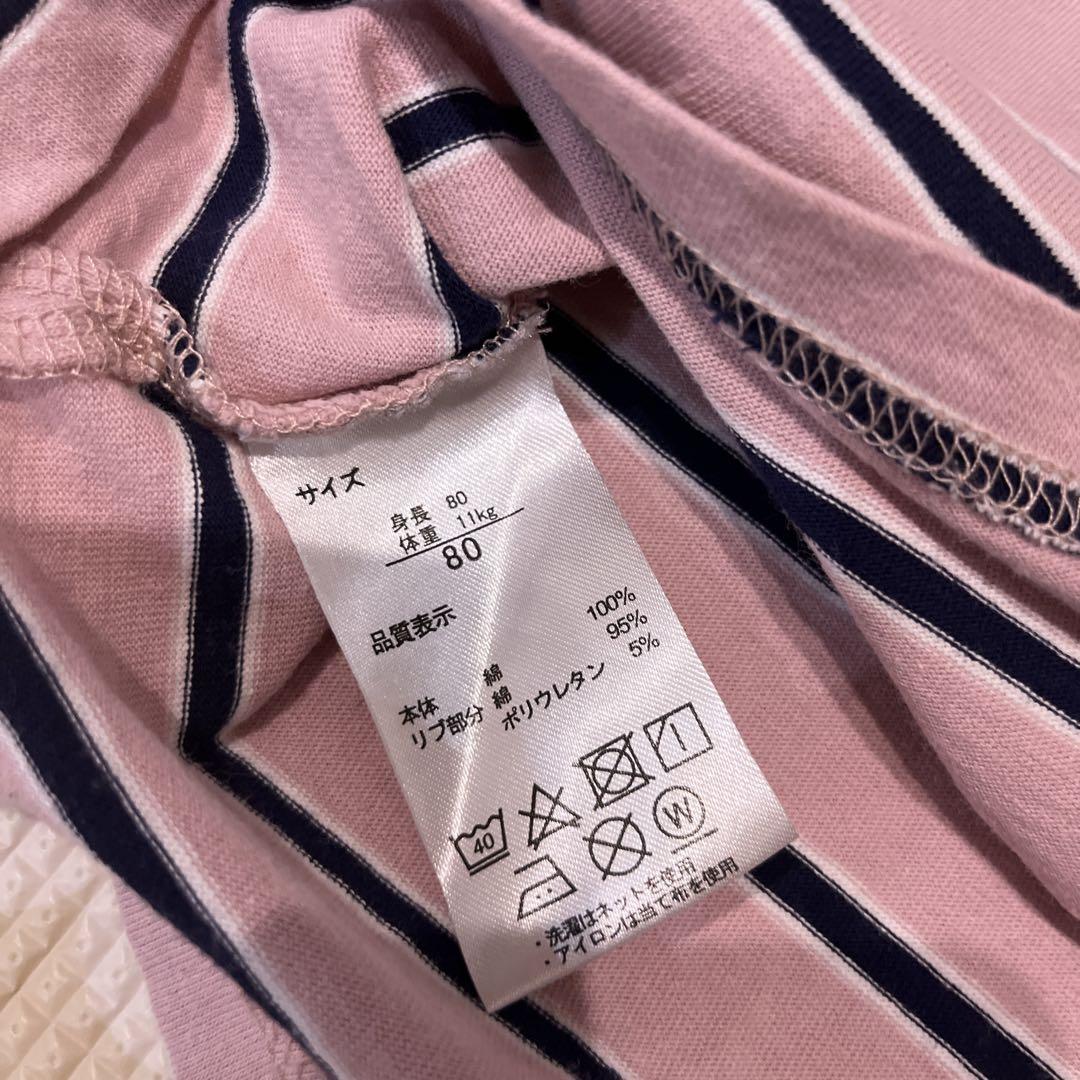 サイズ
身長 80
体重 11kg
80
品質表示
本体 綿 100%
リブ部分 綿 95%
ポリウレタン 5%
40
W
・洗濯はネットを使用
・アイロンは当て布を使用